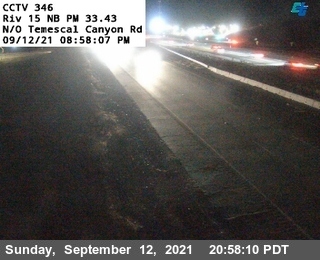 CCTV 346
Riv 15 NB PM 33.43
N/O Temescal Canyon Rd
09/12/21 08:58:07 PM
Sunday, September 12, 2021 20:58:10 PDT